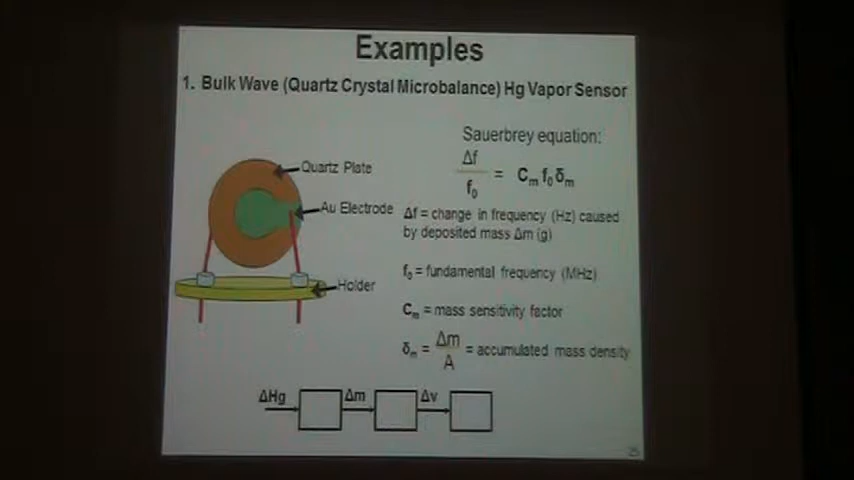 Examples
1. Bulk Wave (Quartz Crystal Microbalance) Hg Vapor Sensor
Sauerbrey equation:
Δf
f₀ = Cₘ f₀ δₘ
Quartz Plate
Au Electrode
Holder
Δf = change in frequency (Hz) caused
by deposited mass Δm (g)
f₀ = fundamental frequency (MHz)
Cₘ = mass sensitivity factor
δₘ = Δm
A = accumulated mass density
ΔHg Δm Δv
25